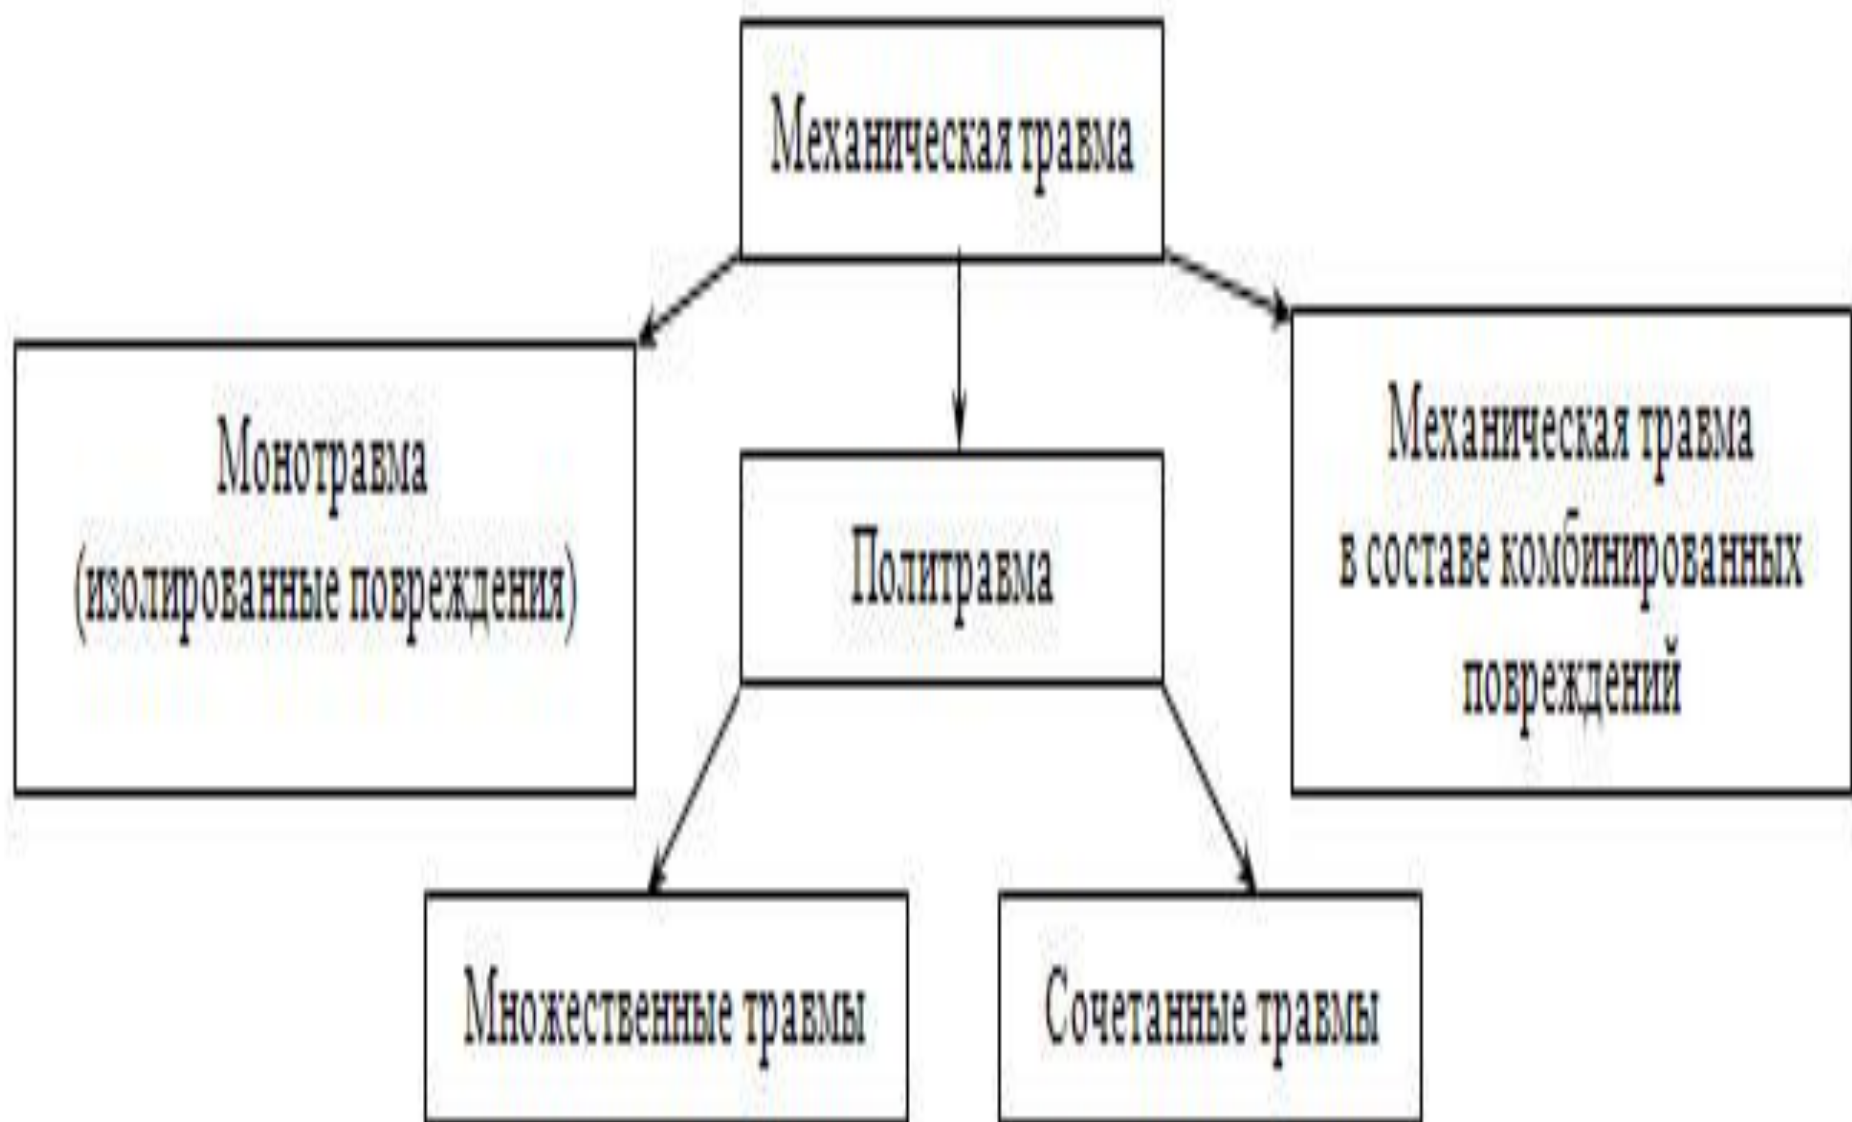 Механическая травма
Монотравма
(изолированные повреждения)
Политравма
Механическая травма
в составе комбинированных
повреждений
Множественные травмы
Сочетанные травмы